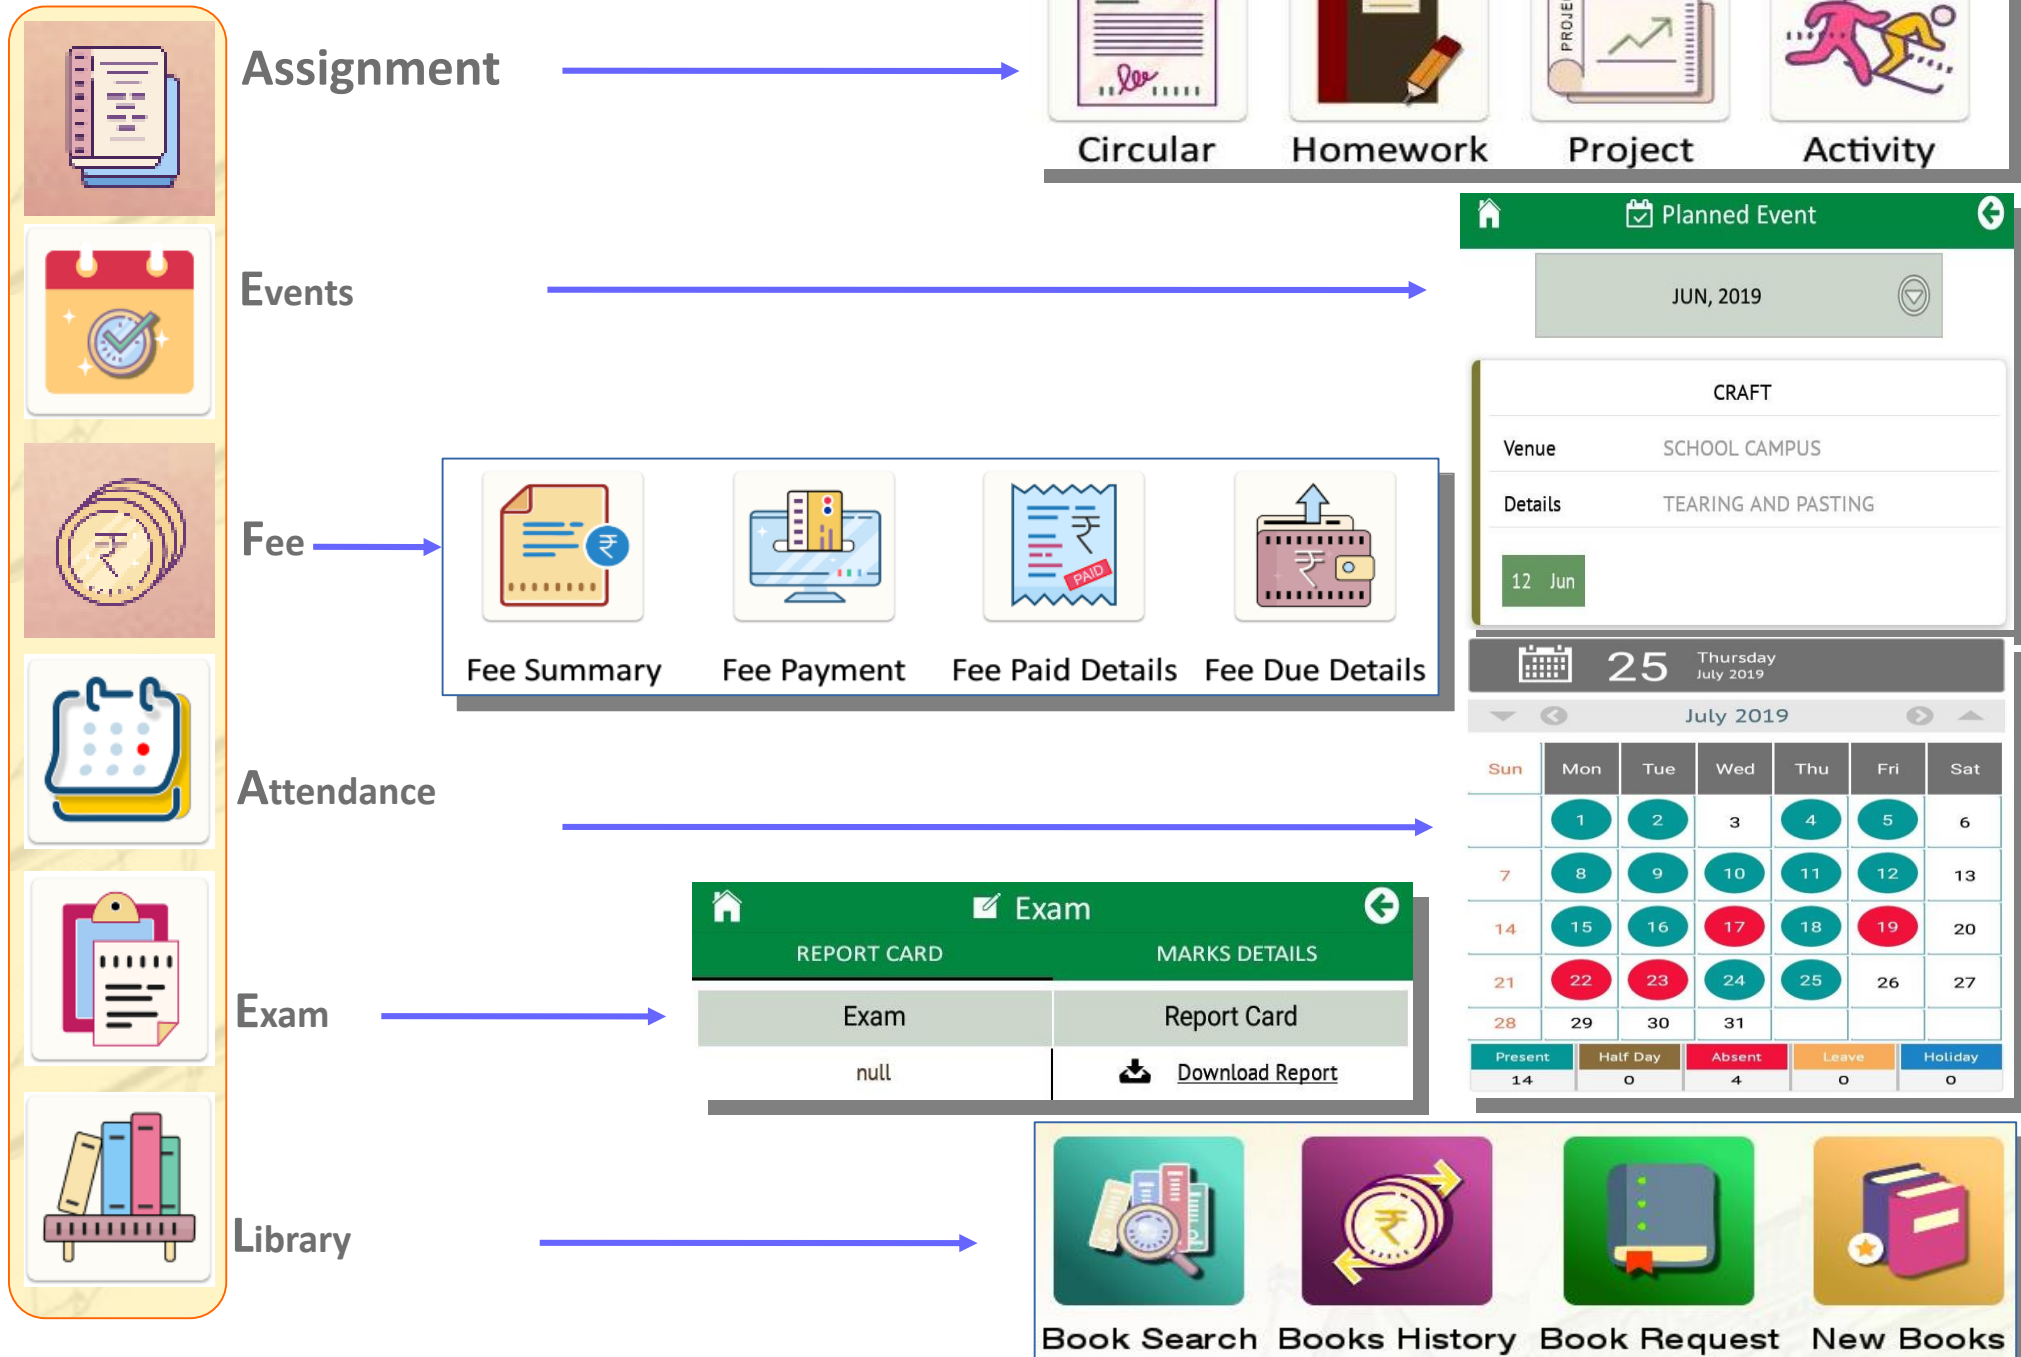 Assignment
PROJE
Circular Homework Project Activity
Events
Planned Event
JUN, 2019
CRAFT
Venue SCHOOL CAMPUS
Details TEARING AND PASTING
12 Jun
Fee
PAID
Fee Summary Fee Payment Fee Paid Details Fee Due Details
Attendance
25 Thursday
July 2019
July 2019
Sun Mon Tue Wed Thu Fri Sat
1 2 3 4 5 6
7 8 9 10 11 12 13
14 15 16 17 18 19 20
21 22 23 24 25 26 27
28 29 30 31
Present Half Day Absent Leave Holiday
14 0 4 0 0
Exam
Exam
REPORT CARD MARKS DETAILS
Exam Report Card
null Download Report
Library
Book Search Books History Book Request New Books